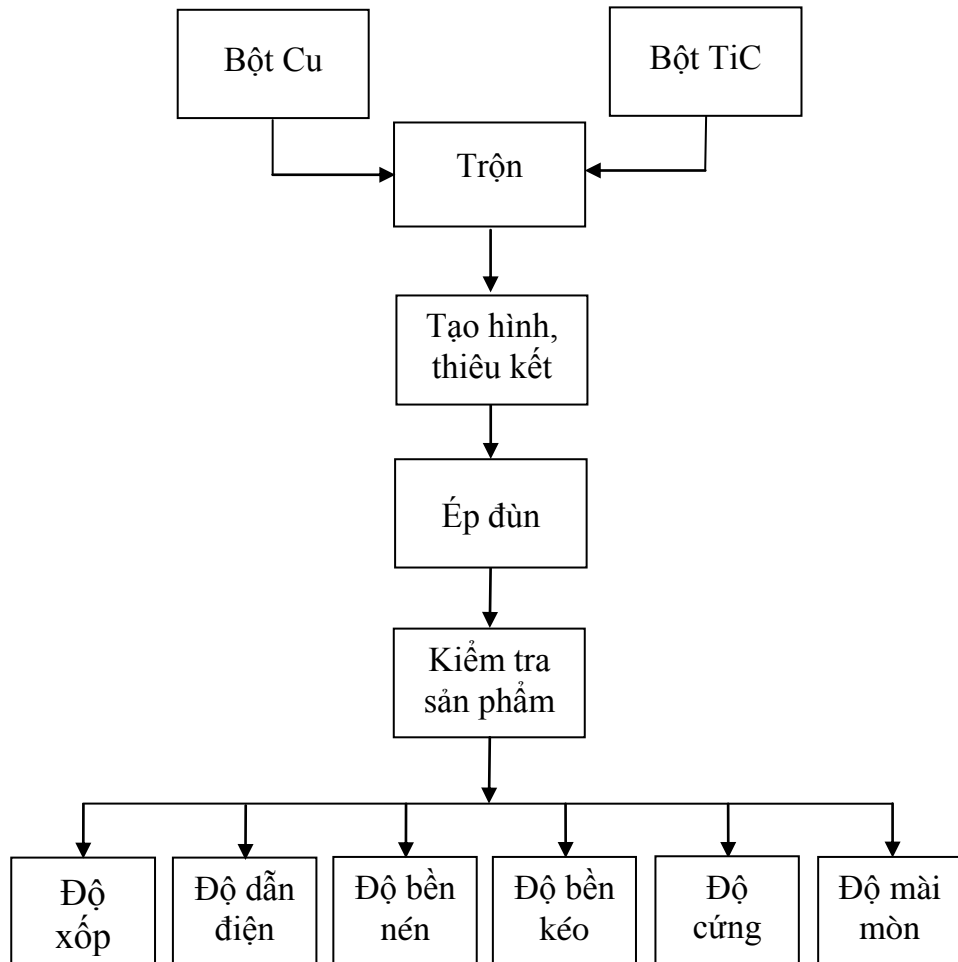 Bột Cu
Bột TiC
Trộn
Tạo hình,
thiêu kết
Ép đùn
Kiểm tra
sản phẩm
Độ
xốp
Độ dẫn
điện
Độ bền
nén
Độ bền
kéo
Độ
cứng
Độ mài
mòn